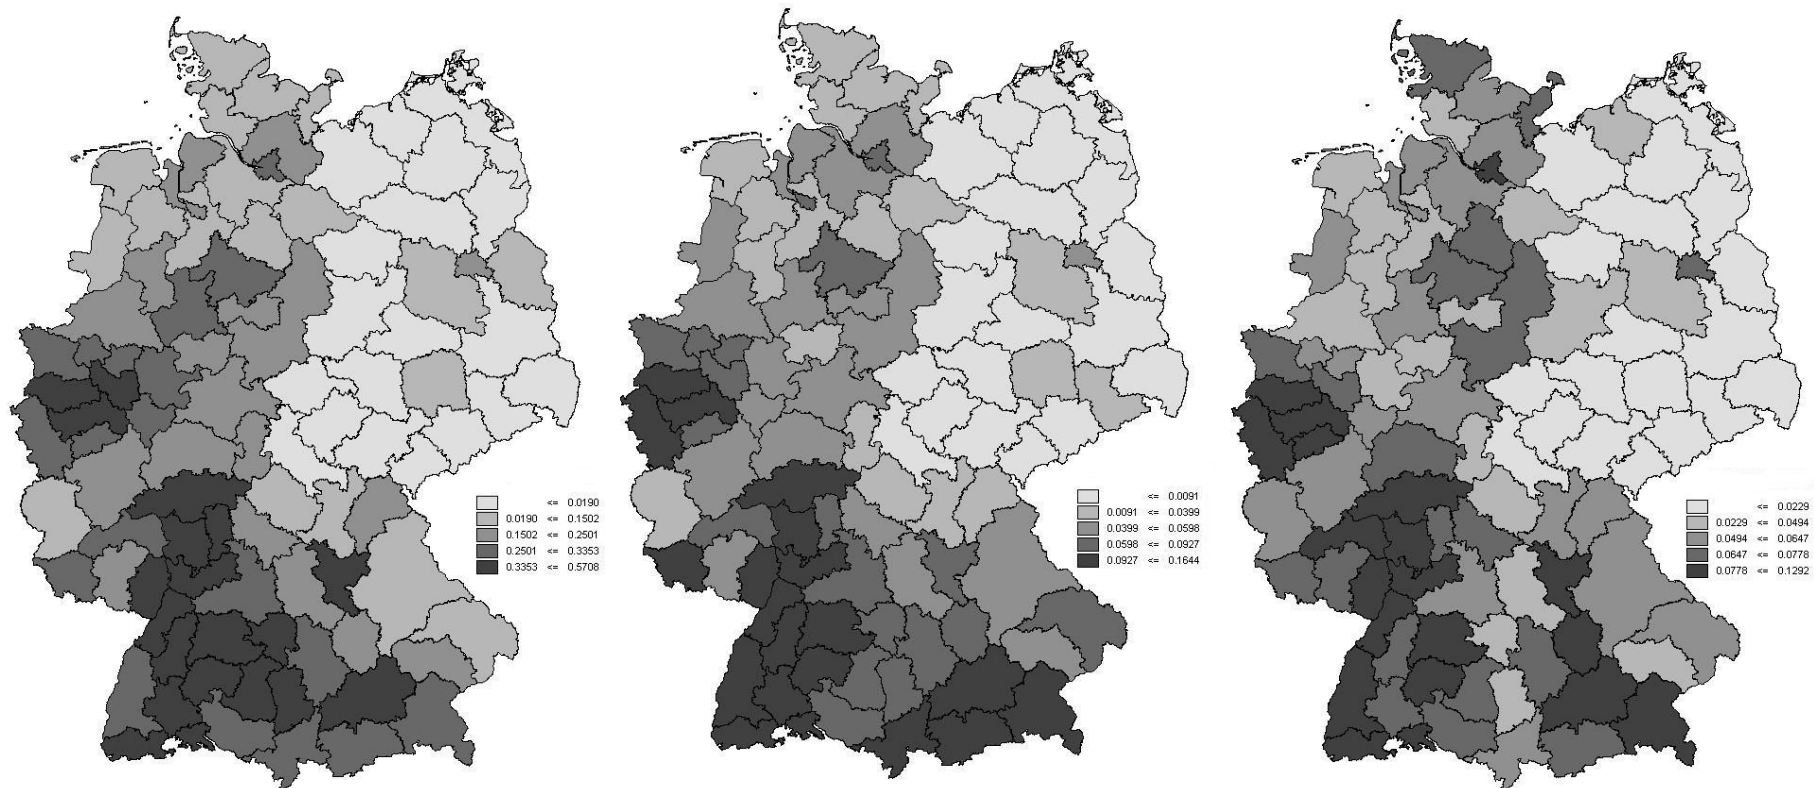 <= 0.0190
0.0190 <= 0.1502
0.1502 <= 0.2501
0.2501 <= 0.3353
0.3353 <= 0.5708
<= 0.0091
0.0091 <= 0.0399
0.0399 <= 0.0598
0.0598 <= 0.0927
0.0927 <= 0.1644
<= 0.0229
0.0229 <= 0.0494
0.0494 <= 0.0647
0.0647 <= 0.0778
0.0778 <= 0.1292